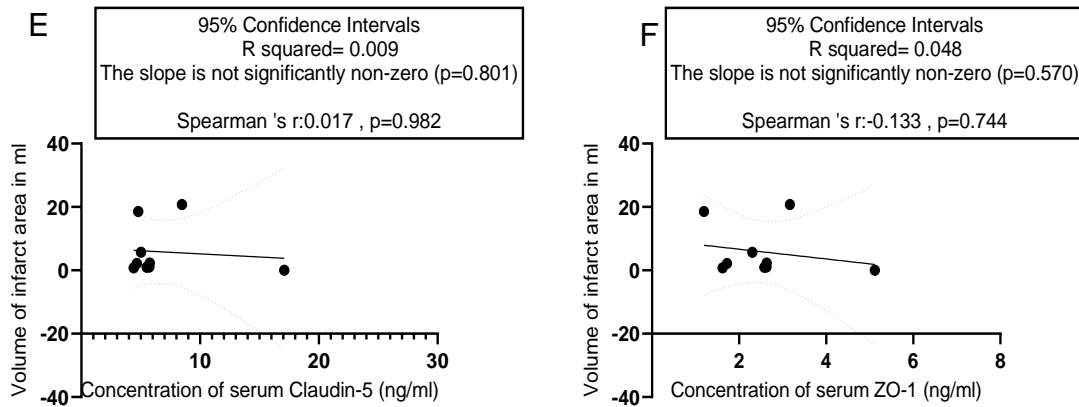 E
95% Confidence Intervals
R squared= 0.009
The slope is not significantly non-zero (p=0.801)
Spearman 's r:0.017 , p=0.982
Volume of infarct area in ml
40
20
0
-20
-40
10
20
30
Concentration of serum Claudin-5 (ng/ml)
F
95% Confidence Intervals
R squared= 0.048
The slope is not significantly non-zero (p=0.570)
Spearman 's r:-0.133 , p=0.744
Volume of infarct area in ml
40
20
0
-20
-40
2
4
6
8
Concentration of serum ZO-1 (ng/ml)